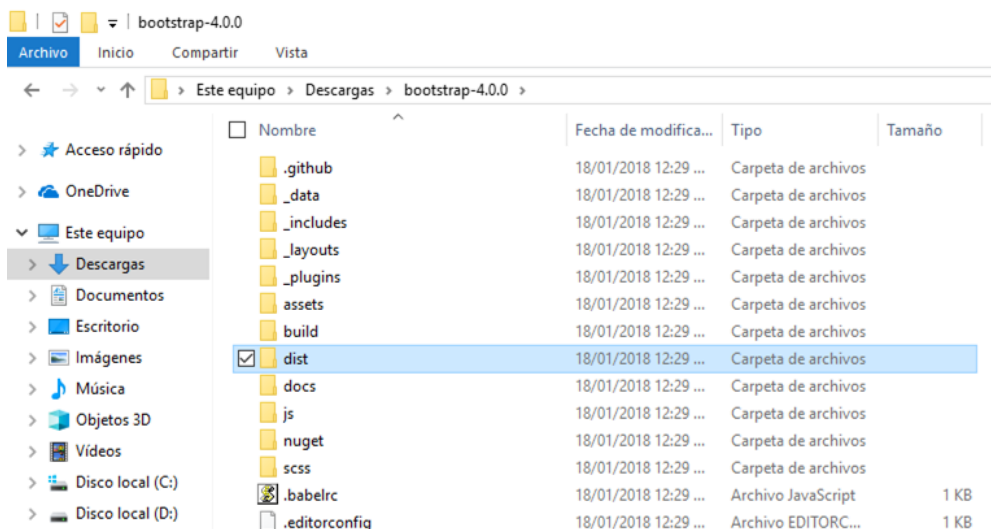 bootstrap-4.0.0
Archivo Inicio Compartir Vista
Este equipo > Descargas > bootstrap-4.0.0 >
Nombre Fecha de modifica... Tipo Tamaño
Acceso rápido
OneDrive
Este equipo
Descargas
Documentos
Escritorio
Imágenes
Música
Objetos 3D
Vídeos
Disco local (C:)
Disco local (D:)
.github 18/01/2018 12:29 ... Carpeta de archivos
_data 18/01/2018 12:29 ... Carpeta de archivos
_includes 18/01/2018 12:29 ... Carpeta de archivos
_layouts 18/01/2018 12:29 ... Carpeta de archivos
_plugins 18/01/2018 12:29 ... Carpeta de archivos
assets 18/01/2018 12:29 ... Carpeta de archivos
build 18/01/2018 12:29 ... Carpeta de archivos
dist 18/01/2018 12:29 ... Carpeta de archivos
docs 18/01/2018 12:29 ... Carpeta de archivos
js 18/01/2018 12:29 ... Carpeta de archivos
nuget 18/01/2018 12:29 ... Carpeta de archivos
scss 18/01/2018 12:29 ... Carpeta de archivos
.babelrc 18/01/2018 12:29 ... Archivo JavaScript 1 KB
.editorconfig 18/01/2018 12:29 ... Archivo EDITORC... 1 KB